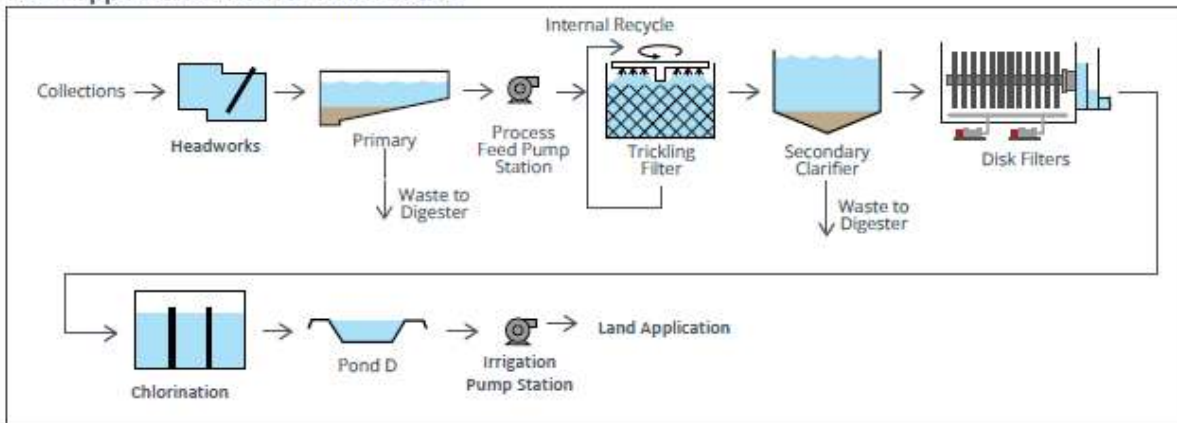 Internal Recycle
Collections
Headworks
Primary
Process
Feed Pump
Station
Trickling
Filter
Secondary
Clarifier
Disk Filters
Waste to
Digester
Waste to
Digester
Chlorination
Pond D
Irrigation
Pump Station
Land Application